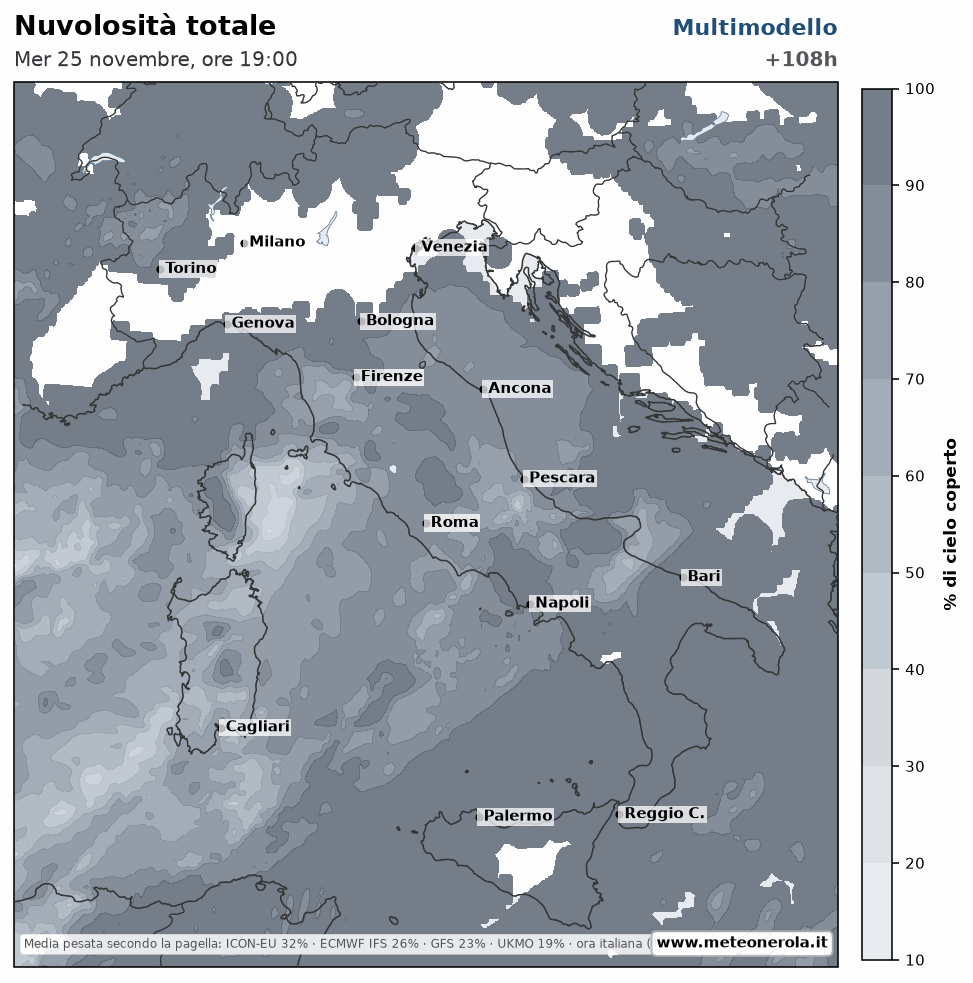 Nuvolosità totale
Multimodello
Mer 25 novembre, ore 19:00
+108h
100
90
80
70
60
50
40
30
20
10
% di cielo coperto
Milano
Venezia
Torino
Genova
Bologna
Firenze
Ancona
Pescara
Roma
Bari
Napoli
Cagliari
Palermo
Reggio C.
Media pesata secondo la pagella: ICON-EU 32% · ECMWF IFS 26% · GFS 23% · UKMO 19% · ora italiana (
www.meteonerola.it